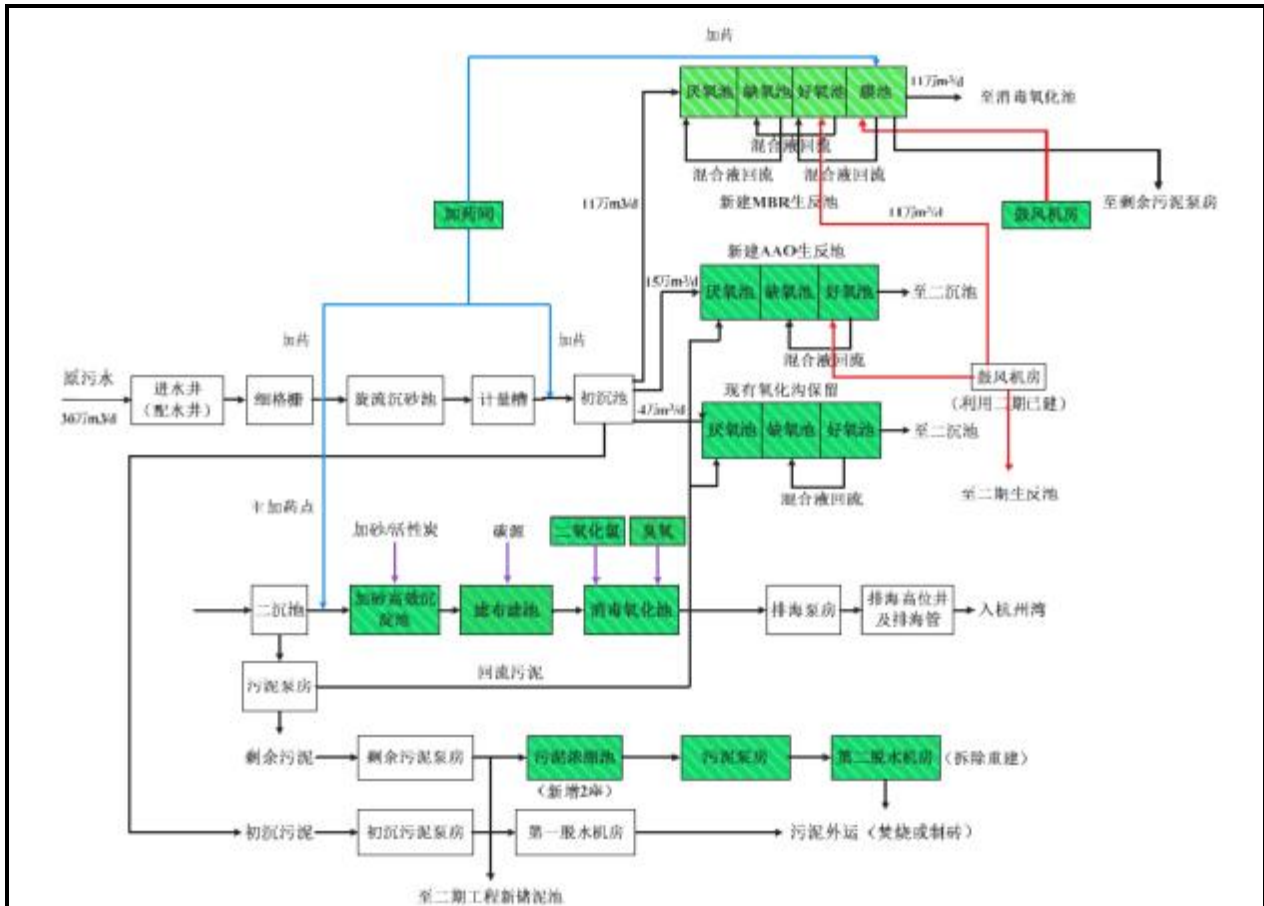 加药
厌氧池
缺氧池
好氧池
膜池
11万m³/d
至消毒氧化池
混合液回流
混合液回流
混合液回流
新建MBR生反池
11万m3/d
11万m³/d
至剩余污泥泵房
鼓风机房
加药间
新建AAO生反池
15万m³/d
厌氧池
缺氧池
好氧池
至二沉池
混合液回流
加药
加药
原污水
30万m3/d
进水井
(配水井)
细格栅
旋流沉砂池
计量槽
初沉池
现有氧化沟保留
4万m³/d
厌氧池
缺氧池
好氧池
至二沉池
混合液回流
鼓风机房
(利用二期已建)
至二期生反池
主加药点
加砂/活性炭
碳源
二氧化氯
臭氧
二沉池
加砂高效沉
淀池
滤布滤池
消毒氧化池
排海泵房
排海高位井
及排海管
入杭州湾
污泥泵房
回流污泥
剩余污泥
剩余污泥泵房
污泥浓缩池
(新增2座)
污泥泵房
第二脱水机房
(拆除重建)
初沉污泥
初沉污泥泵房
第一脱水机房
污泥外运(焚烧或制砖)
至二期工程新储泥池